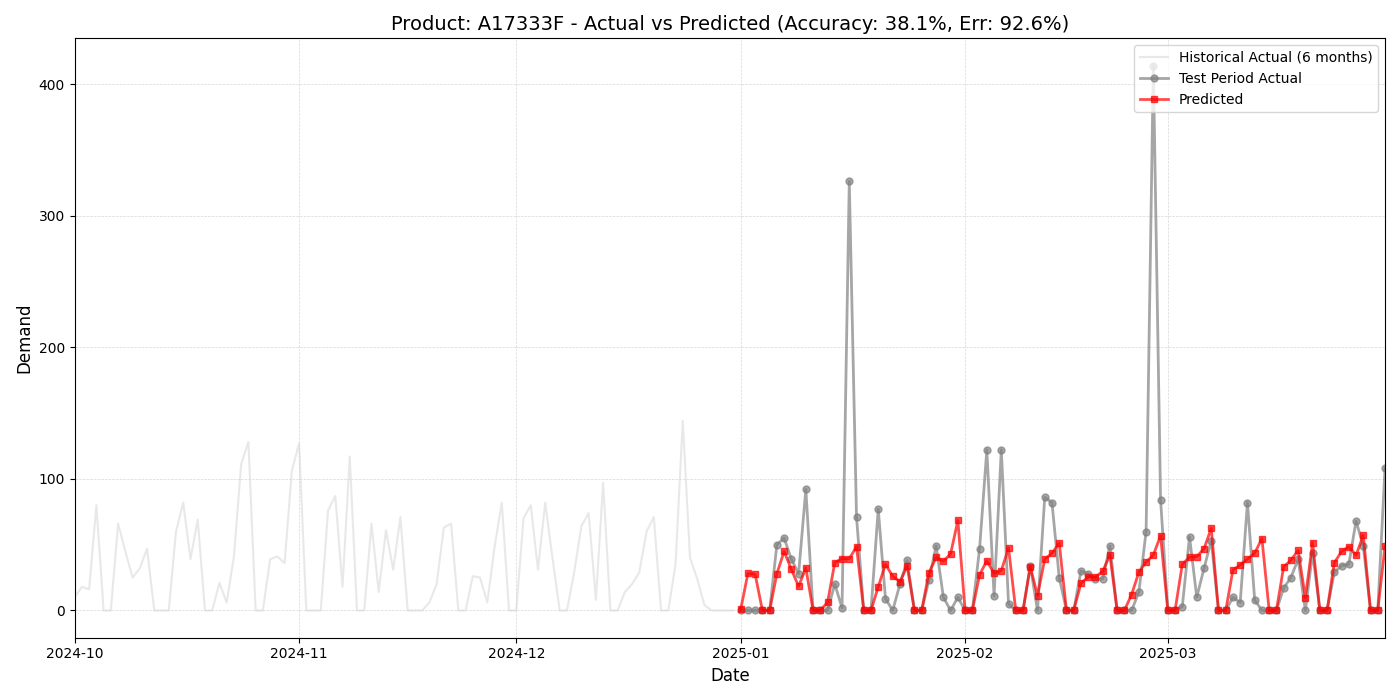 Product: A17333F - Actual vs Predicted (Accuracy: 38.1%, Err: 92.6%)
Historical Actual (6 months)
Test Period Actual
Predicted
Demand
400
300
200
100
0
2024-10
2024-11
2024-12
2025-01
2025-02
2025-03
Date